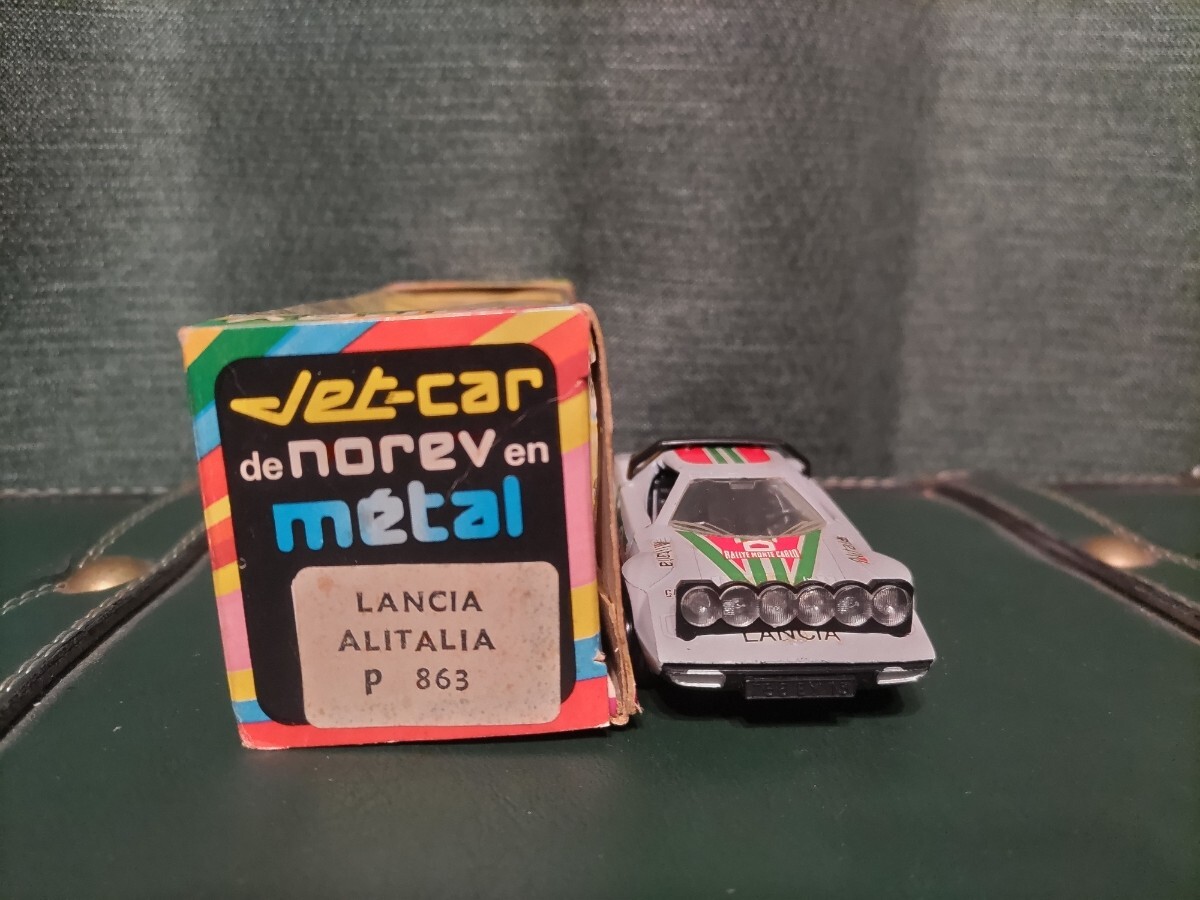 Jet-car
de norev en
métal
LANCIA
ALITALIA
P 863
RALLYE MONTE CARLO
LANCIA